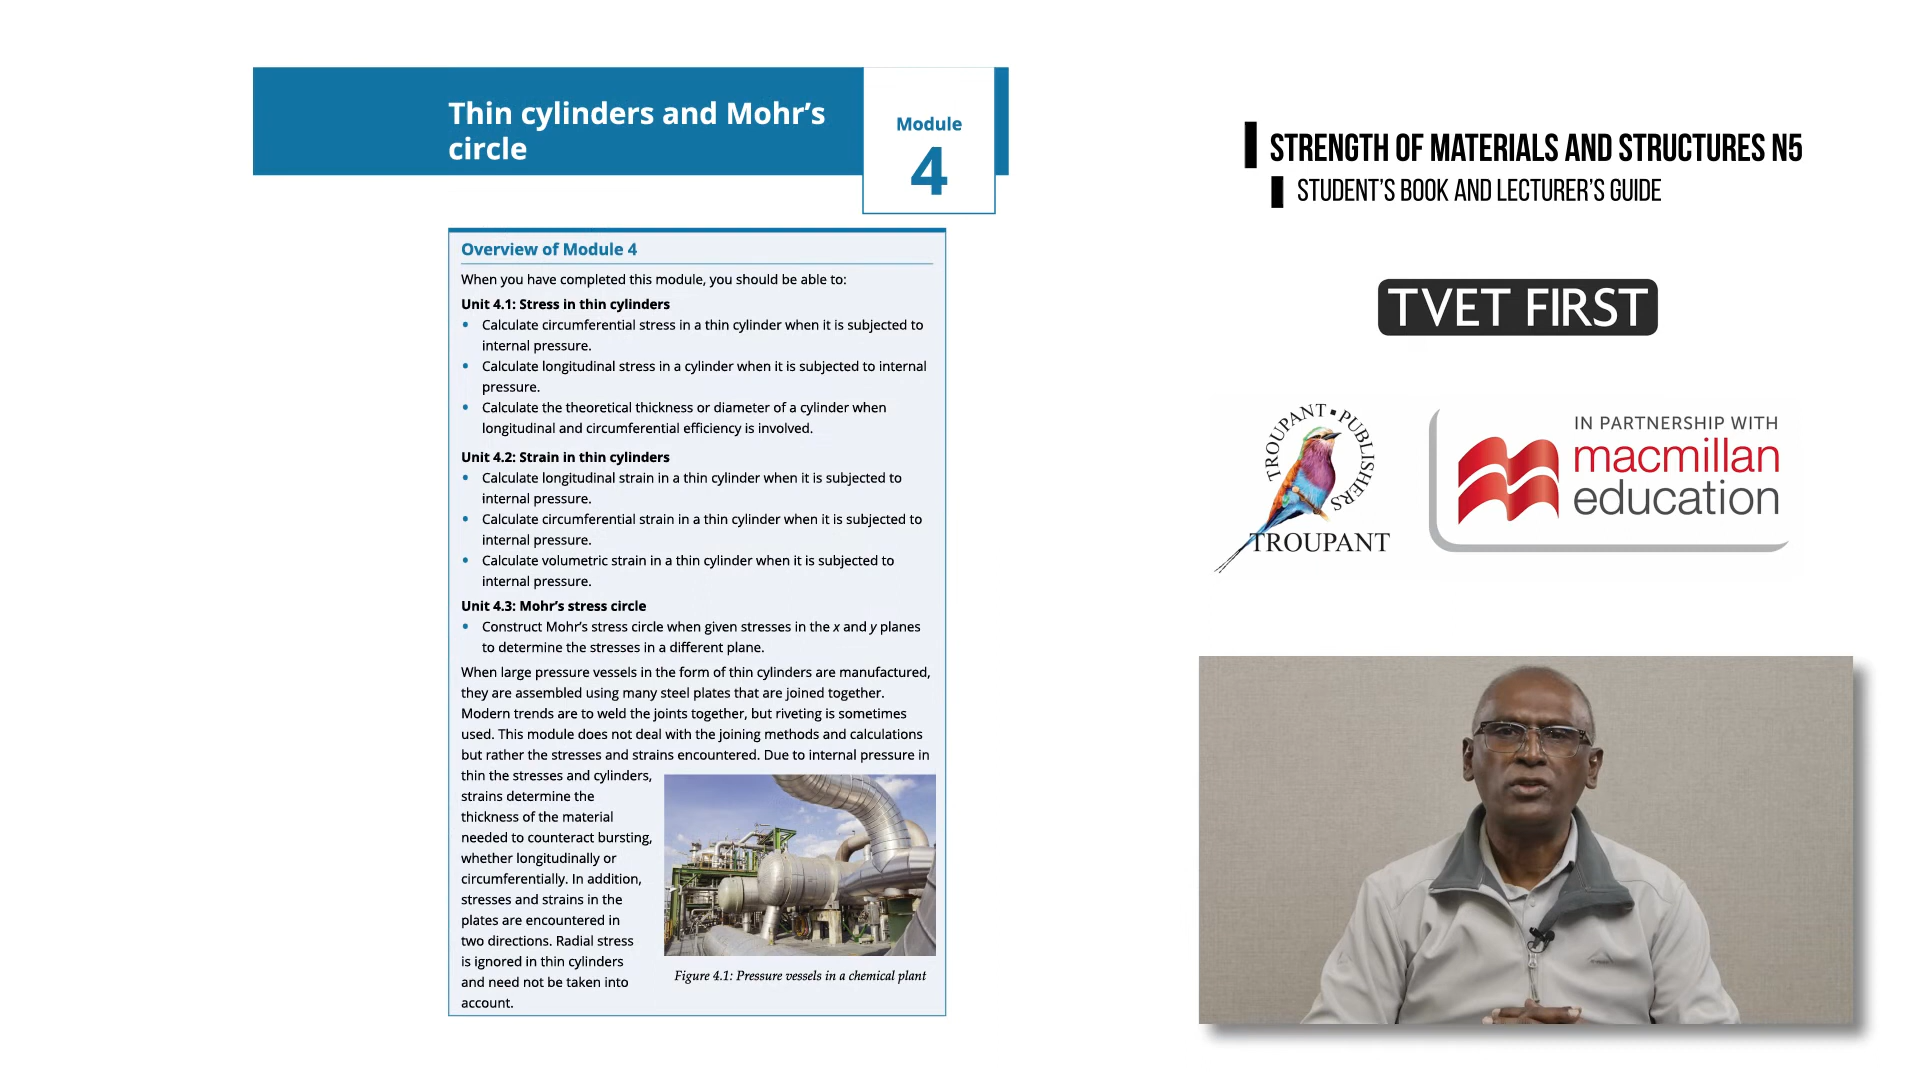 Thin cylinders and Mohr's
circle
Module
4
Overview of Module 4
When you have completed this module, you should be able to:
Unit 4.1: Stress in thin cylinders
• Calculate circumferential stress in a thin cylinder when it is subjected to
internal pressure.
• Calculate longitudinal stress in a cylinder when it is subjected to internal
pressure.
• Calculate the theoretical thickness or diameter of a cylinder when
longitudinal and circumferential efficiency is involved.
Unit 4.2: Strain in thin cylinders
• Calculate longitudinal strain in a thin cylinder when it is subjected to
internal pressure.
• Calculate circumferential strain in a thin cylinder when it is subjected to
internal pressure.
• Calculate volumetric strain in a thin cylinder when it is subjected to
internal pressure.
Unit 4.3: Mohr's stress circle
• Construct Mohr's stress circle when given stresses in the x and y planes
to determine the stresses in a different plane.
When large pressure vessels in the form of thin cylinders are manufactured,
they are assembled using many steel plates that are joined together.
Modern trends are to weld the joints together, but riveting is sometimes
used. This module does not deal with the joining methods and calculations
but rather the stresses and strains encountered. Due to internal pressure in
thin the stresses and cylinders,
strains determine the
thickness of the material
needed to counteract bursting,
whether longitudinally or
circumferentially. In addition,
stresses and strains in the
plates are encountered in
two directions. Radial stress
is ignored in thin cylinders
and need not be taken into
account.
Figure 4.1: Pressure vessels in a chemical plant
STRENGTH OF MATERIALS AND STRUCTURES N5
STUDENT'S BOOK AND LECTURER'S GUIDE
TVET FIRST
TROUPANT • PUBLISHERS
TROUPANT
IN PARTNERSHIP WITH
macmillan
education